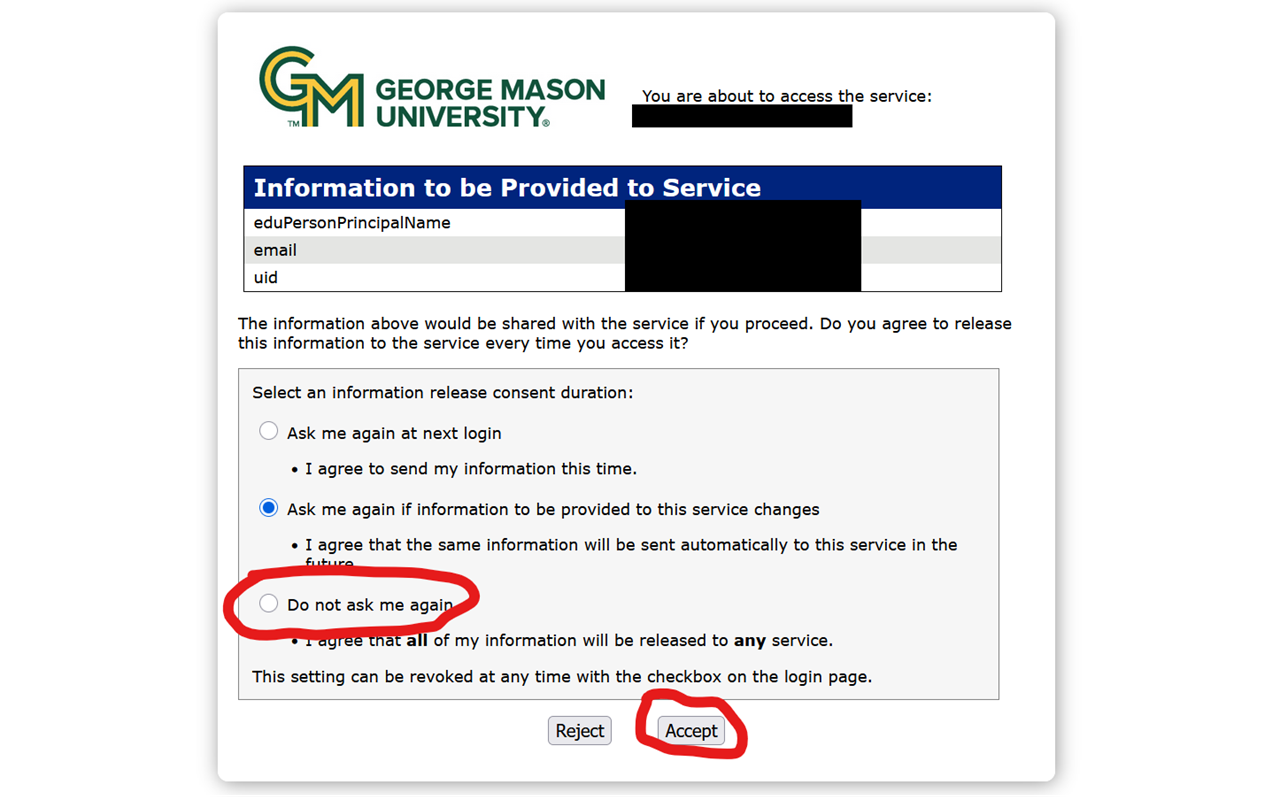 GM
TM
GEORGE MASON
UNIVERSITY®
You are about to access the service:
Information to be Provided to Service
eduPersonPrincipalName
email
uid
The information above would be shared with the service if you proceed. Do you agree to release
this information to the service every time you access it?
Select an information release consent duration:
Ask me again at next login
• I agree to send my information this time.
Ask me again if information to be provided to this service changes
• I agree that the same information will be sent automatically to this service in the
future.
Do not ask me again
• I agree that all of my information will be released to any service.
This setting can be revoked at any time with the checkbox on the login page.
Reject
Accept